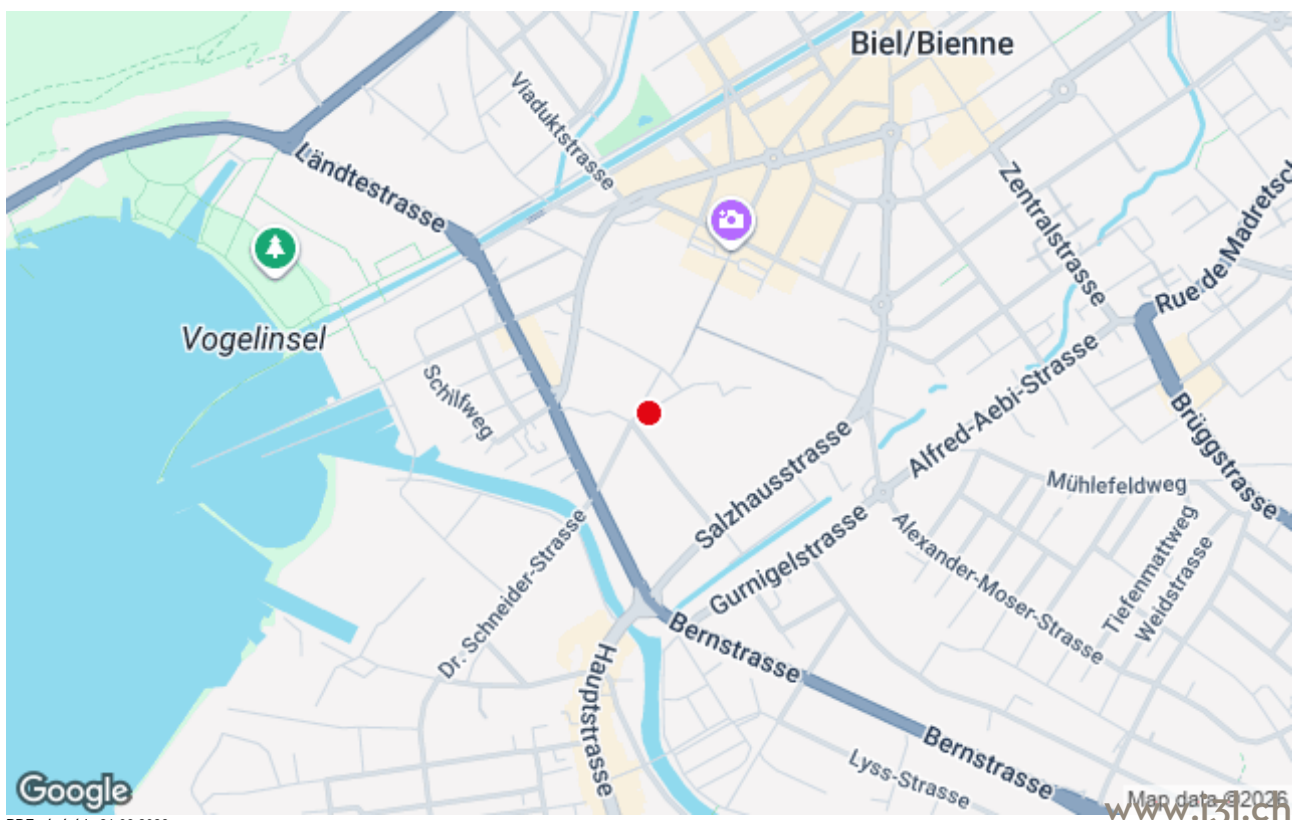 Biel/Bienne
Viaduktstrasse
Ländtestrasse
Zentralstrasse
Rue de Madretsch
Vogelinsel
Schilfweg
Alfred-Aebi-Strasse
Brüggstrasse
Salzhausstrasse
Mühlefeldweg
Gurnigelstrasse
Alexander-Moser-Strasse
Tiefenmattweg
Weidstrasse
Dr. Schneider-Strasse
Bernstrasse
Hauptstrasse
Bernstrasse
Lyss-Strasse
Google
Map data ©2026
www.131.ch